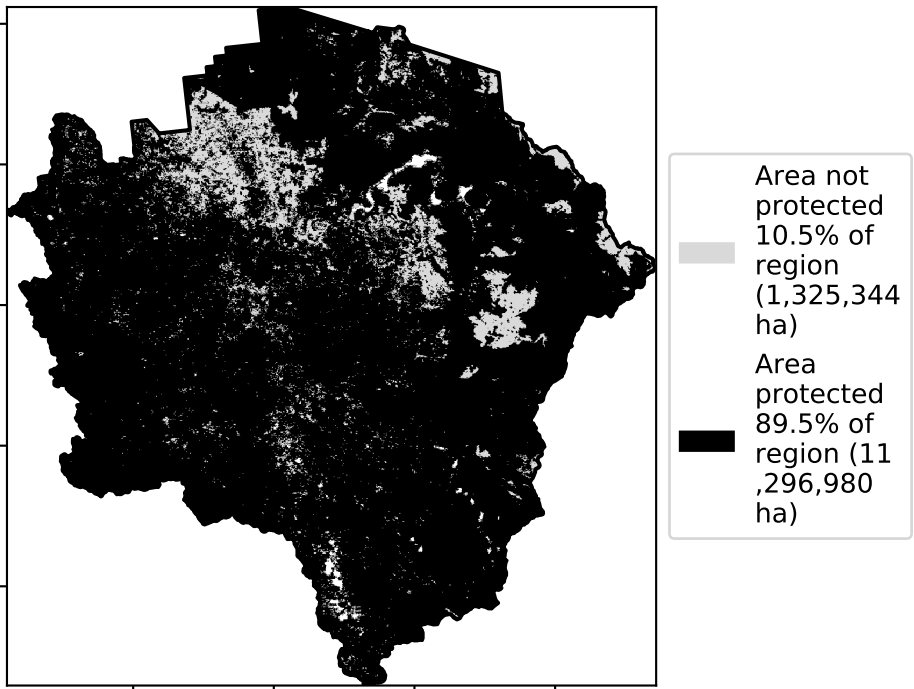 Area not
protected
10.5% of
region
(1,325,344
ha)
Area
protected
89.5% of
region (11
,296,980
ha)